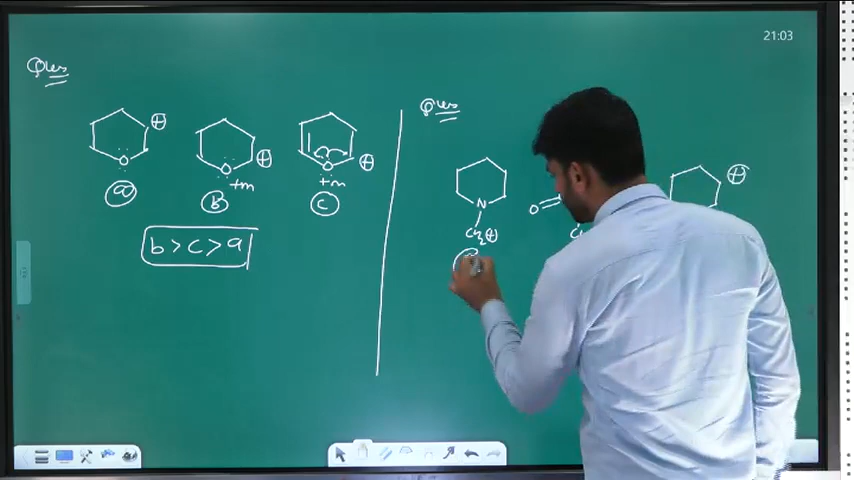 21:03
Ques
⊕
O
a
⊕
O
+m
b
⊕
O
+m
c
b > c > a
Ques
N
CH2⊕
O
⊕